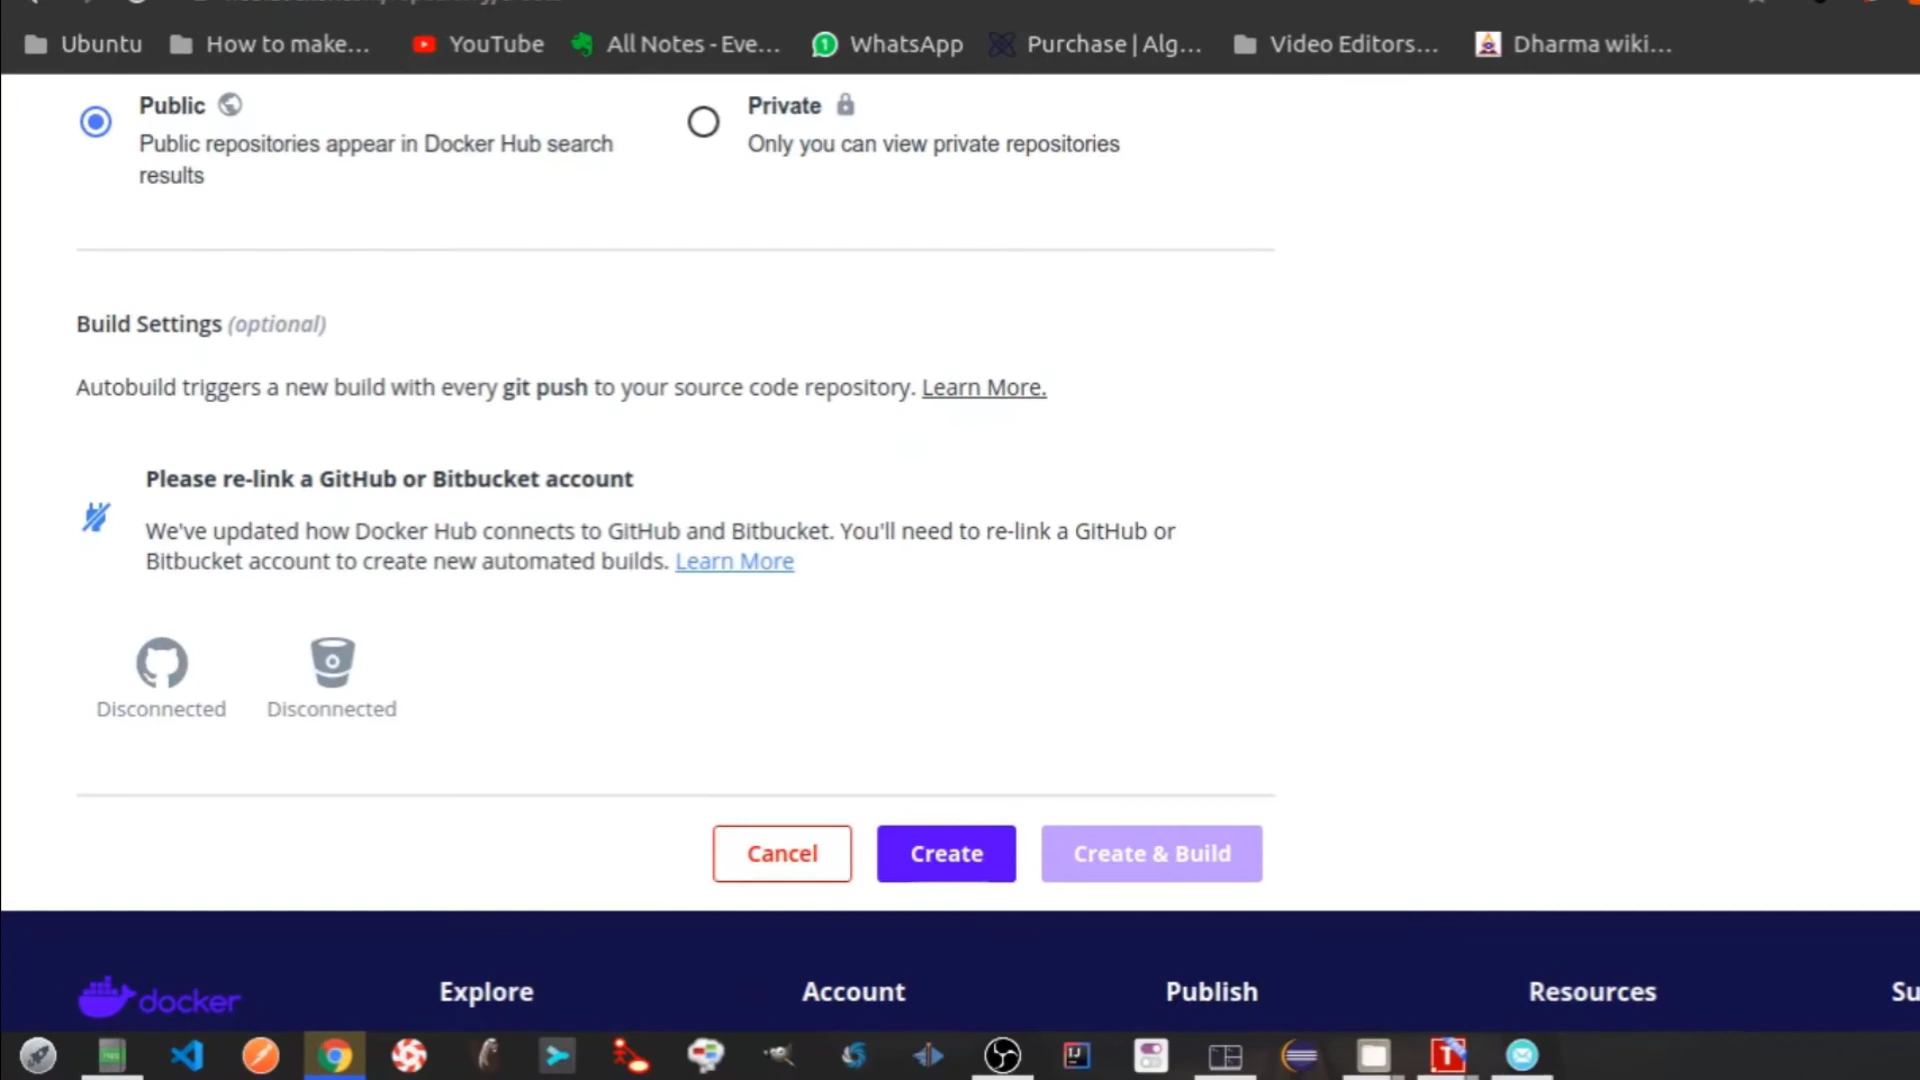 Ubuntu How to make... YouTube All Notes - Eve... WhatsApp Purchase | Alg... Video Editors... Dharma wiki...
Public Private
Public repositories appear in Docker Hub search Only you can view private repositories
results
Build Settings (optional)
Autobuild triggers a new build with every git push to your source code repository. Learn More.
Please re-link a GitHub or Bitbucket account
We've updated how Docker Hub connects to GitHub and Bitbucket. You'll need to re-link a GitHub or
Bitbucket account to create new automated builds. Learn More
Disconnected Disconnected
Cancel Create Create & Build
docker Explore Account Publish Resources Su